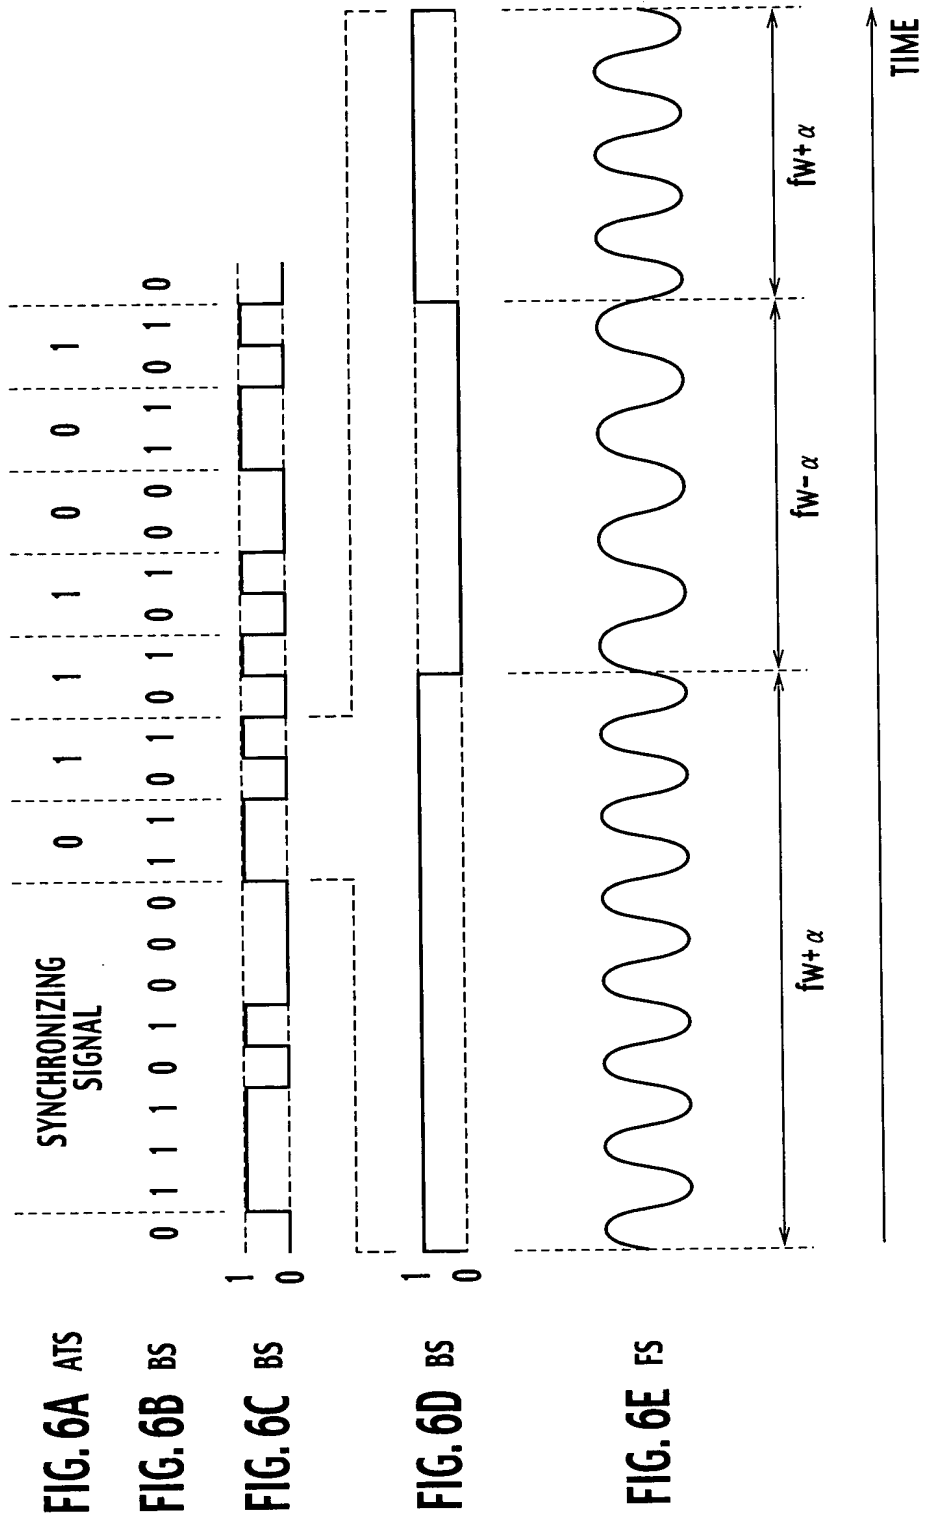 FIG. 6A ATS SYNCHRONIZING SIGNAL 0 1 1 1 0 0 1
FIG. 6B BS 0 1 1 1 0 1 0 0 0 1 1 0 1 0 1 0 1 0 0 1 1 0 1 0
FIG. 6C BS 1 0
FIG. 6D BS 1 0
FIG. 6E FS
fw+α fw-α fw+α
TIME